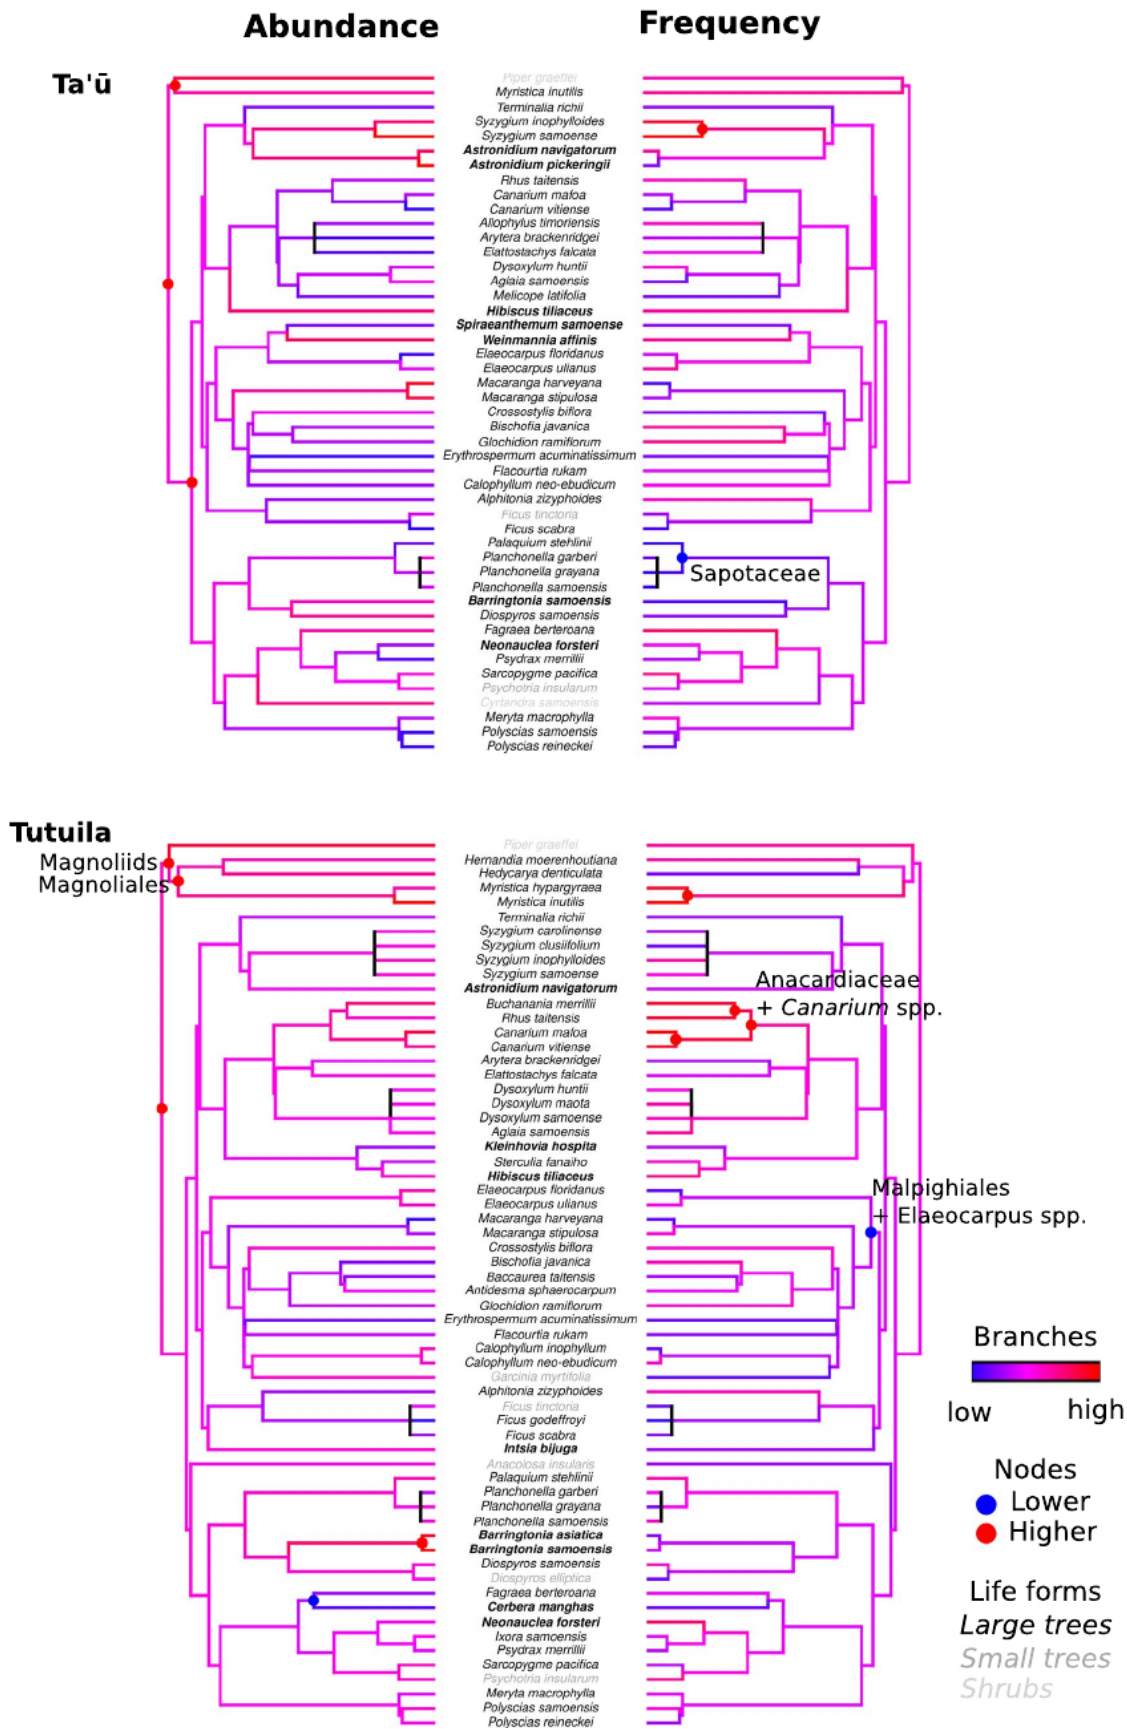 Abundance
Frequency
Ta'ū
Piper graeffei
Myristica inutilis
Terminalia richii
Syzygium inophylloides
Syzygium samoense
Astronidium navigatorum
Astronidium pickeringii
Rhus taitensis
Canarium mafoa
Canarium vitiense
Allophylus timoriensis
Arytera brackenridgei
Elattostachys falcata
Dysoxylum huntii
Aglaia samoensis
Melicope latifolia
Hibiscus tiliaceus
Spiraeanthemum samoense
Weinmannia affinis
Elaeocarpus floridanus
Elaeocarpus ulianus
Macaranga harveyana
Macaranga stipulosa
Crossostylis biflora
Bischofia javanica
Glochidion ramiflorum
Erythrospermum acuminatissimum
Flacourtia rukam
Calophyllum neo-ebudicum
Alphitonia zizyphoides
Ficus tinctoria
Ficus scabra
Palaquium stehlinii
Planchonella garberi
Planchonella grayana
Sapotaceae
Planchonella samoensis
Barringtonia samoensis
Diospyros samoensis
Fagraea berteroana
Neonauclea forsteri
Psydrax merrillii
Sarcopygme pacifica
Psychotria insularum
Cyrtandra samoensis
Meryta macrophylla
Polyscias samoensis
Polyscias reineckei
Tutuila
Piper graeffei
Magnoliids
Hernandia moerenhoutiana
Hedycarya denticulata
Magnoliales
Myristica hypargyraea
Myristica inutilis
Terminalia richii
Syzygium carolinense
Syzygium clusiifolium
Syzygium inophylloides
Syzygium samoense
Anacardiaceae
+ Canarium spp.
Astronidium navigatorum
Buchanania merrillii
Rhus taitensis
Canarium mafoa
Canarium vitiense
Arytera brackenridgei
Elattostachys falcata
Dysoxylum huntii
Dysoxylum maota
Dysoxylum samoense
Aglaia samoensis
Kleinhovia hospita
Sterculia fanaiho
Hibiscus tiliaceus
Malpighiales
+ Elaeocarpus spp.
Elaeocarpus floridanus
Elaeocarpus ulianus
Macaranga harveyana
Macaranga stipulosa
Crossostylis biflora
Bischofia javanica
Baccaurea taitensis
Antidesma sphaerocarpum
Glochidion ramiflorum
Erythrospermum acuminatissimum
Flacourtia rukam
Calophyllum inophyllum
Calophyllum neo-ebudicum
Garcinia myrtifolia
Alphitonia zizyphoides
Ficus tinctoria
Ficus godeffroyi
Ficus scabra
Intsia bijuga
Anacolosa insularis
Palaquium stehlinii
Planchonella garberi
Planchonella grayana
Planchonella samoensis
Barringtonia asiatica
Barringtonia samoensis
Diospyros samoensis
Diospyros elliptica
Fagraea berteroana
Cerbera manghas
Neonauclea forsteri
Ixora samoensis
Psydrax merrillii
Sarcopygme pacifica
Psychotria insularum
Meryta macrophylla
Polyscias samoensis
Polyscias reineckei
Branches
low high
Nodes
Lower
Higher
Life forms
Large trees
Small trees
Shrubs